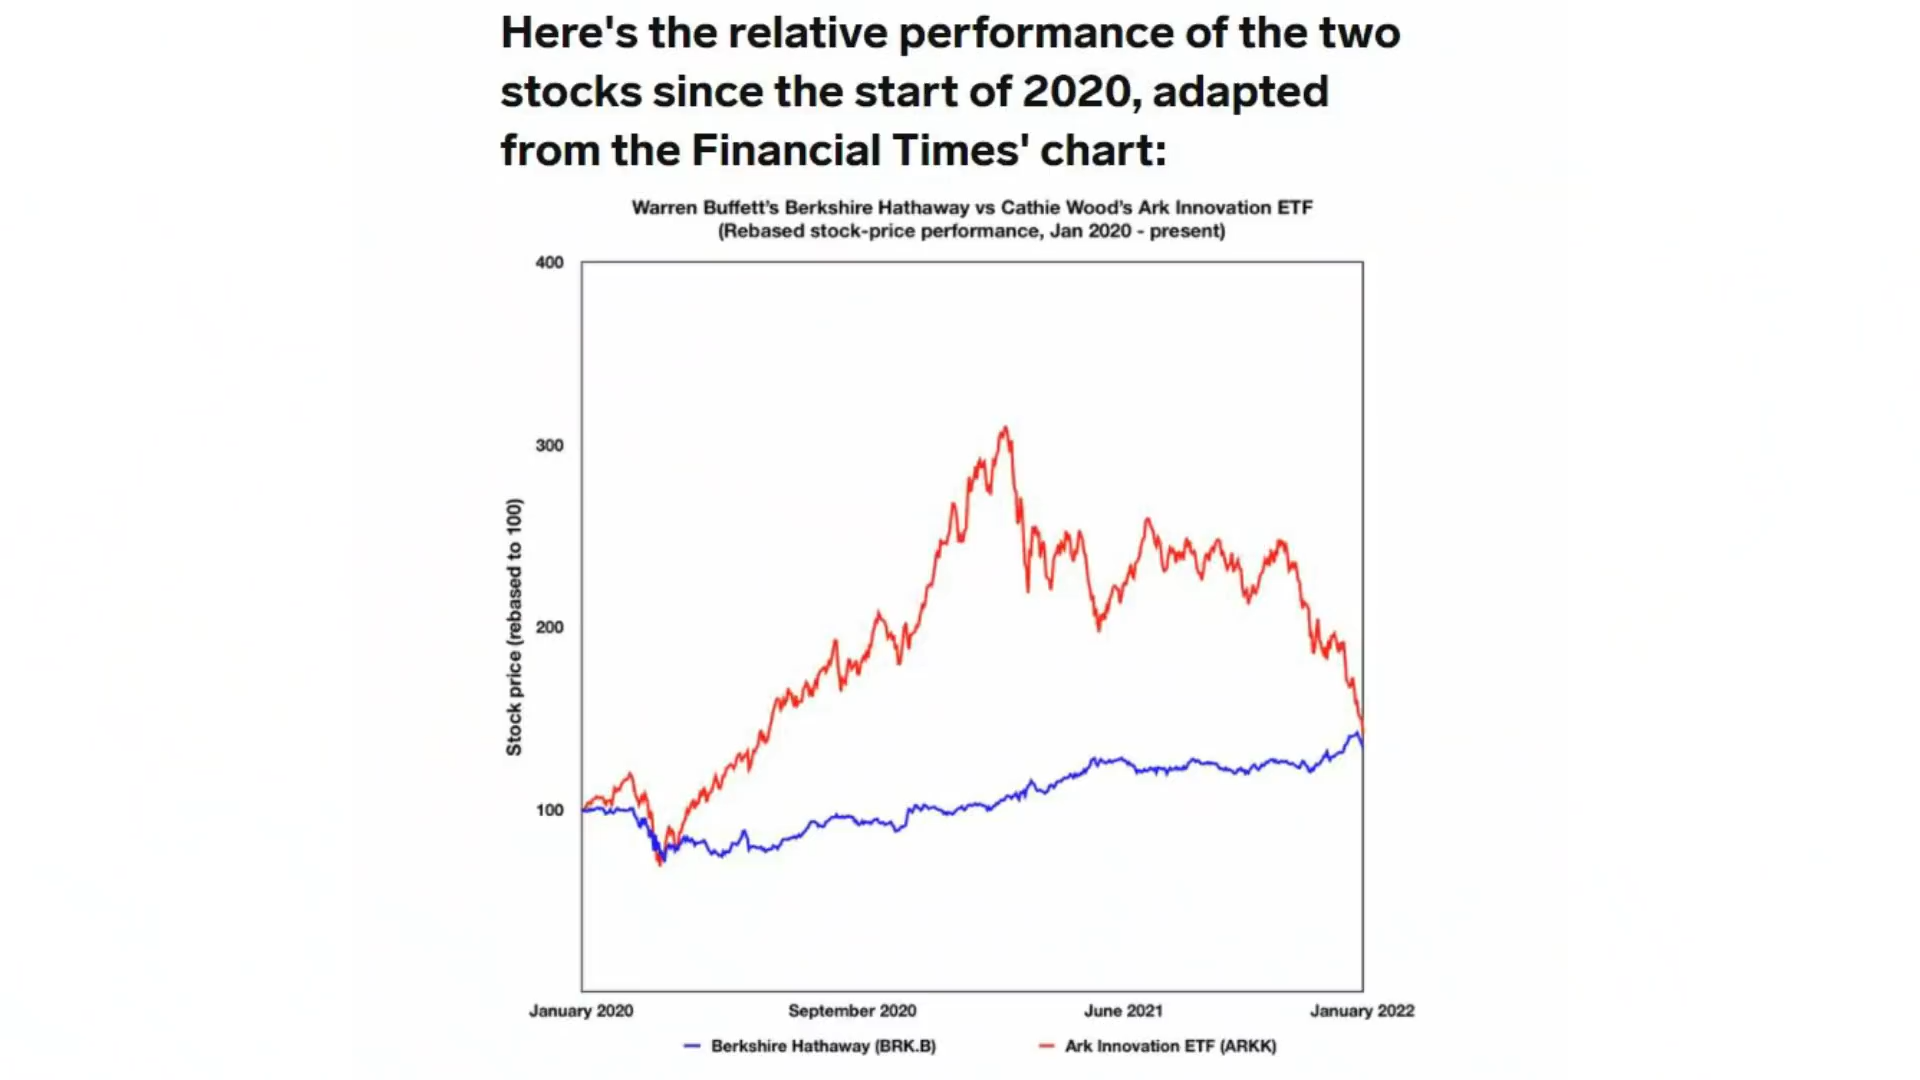 Here's the relative performance of the two
stocks since the start of 2020, adapted
from the Financial Times' chart:
Warren Buffett's Berkshire Hathaway vs Cathie Wood's Ark Innovation ETF
(Rebased stock-price performance, Jan 2020 - present)
400
300
200
100
Stock price (rebased to 100)
January 2020
September 2020
June 2021
January 2022
Berkshire Hathaway (BRK.B)
Ark Innovation ETF (ARKK)